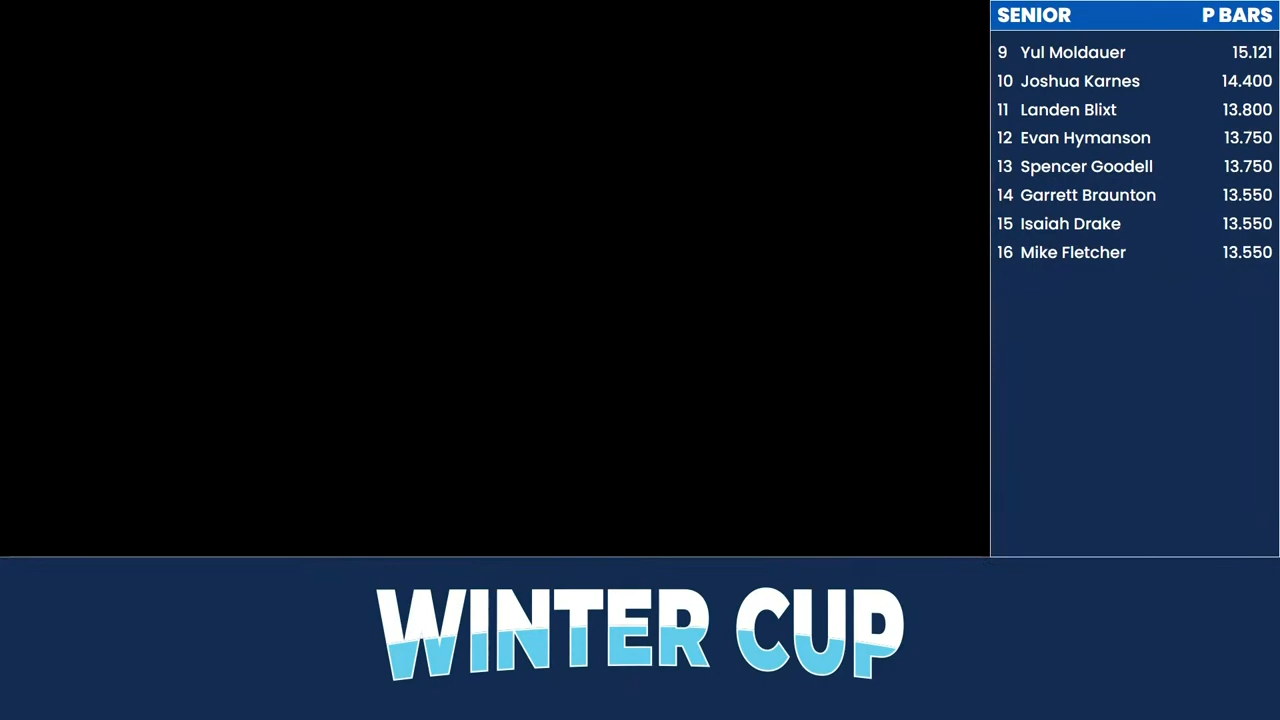 SENIOR P BARS
9 Yul Moldauer 15.121
10 Joshua Karnes 14.400
11 Landen Blixt 13.800
12 Evan Hymanson 13.750
13 Spencer Goodell 13.750
14 Garrett Braunton 13.550
15 Isaiah Drake 13.550
16 Mike Fletcher 13.550
WINTER CUP